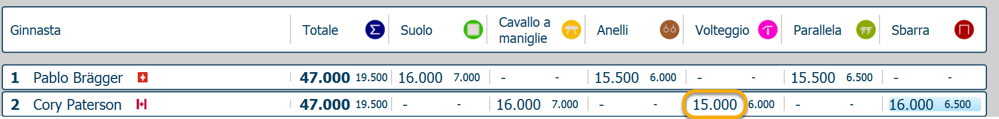 Ginnasta Totale Σ Suolo Cavallo a maniglie Anelli Volteggio Parallela Sbarra
1 Pablo Brägger 47.000 19.500 16.000 7.000 - - 15.500 6.000 - - 15.500 6.500 - -
2 Cory Paterson 47.000 19.500 - - 16.000 7.000 - - 15.000 6.000 - - 16.000 6.500